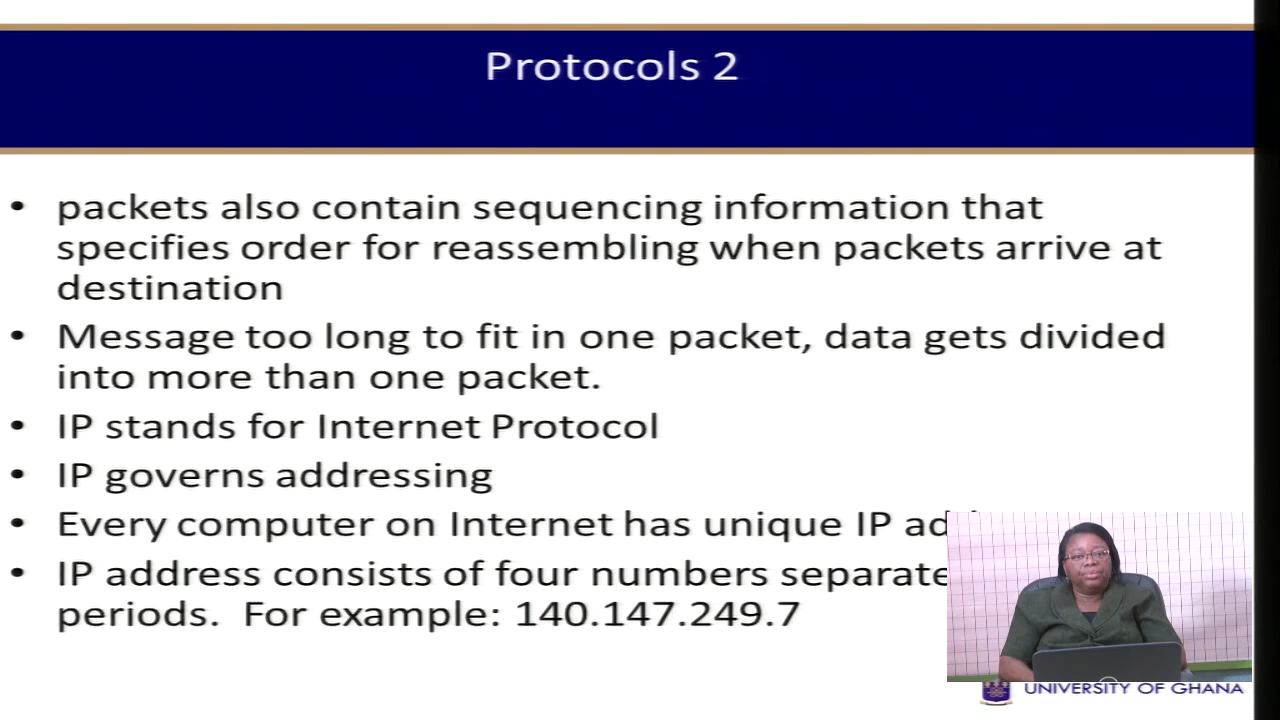 Protocols 2
• packets also contain sequencing information that
specifies order for reassembling when packets arrive at
destination
• Message too long to fit in one packet, data gets divided
into more than one packet.
• IP stands for Internet Protocol
• IP governs addressing
• Every computer on Internet has unique IP
• IP address consists of four numbers
periods. For example: 140.147.249.7
UNIVERSITY OF GHANA